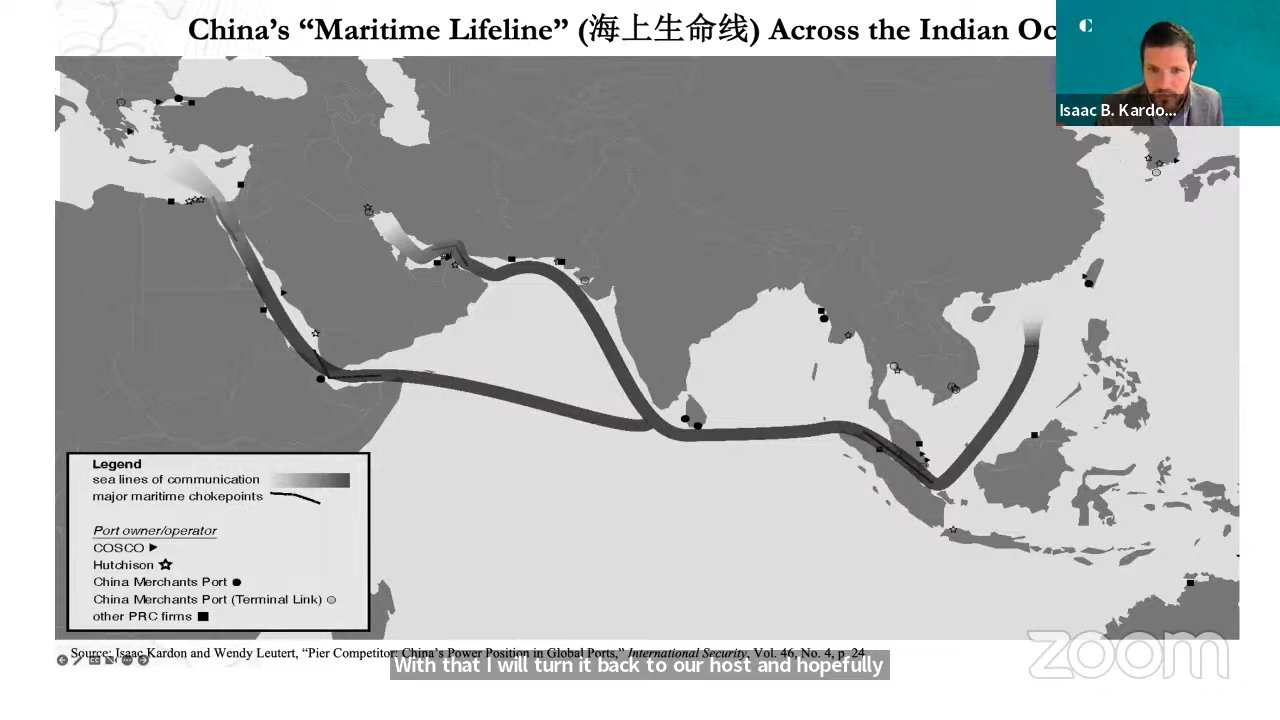 China's “Maritime Lifeline” (海上生命线) Across the Indian Oc
C
Isaac B. Kardo...
Legend
sea lines of communication
major maritime chokepoints
Port owner/operator
COSCO
Hutchison
China Merchants Port
China Merchants Port (Terminal Link)
other PRC firms
Source: Isaac Kardon and Wendy Leutert, “Pier Competitor: China's Power Position in Global Ports,” International Security, Vol. 46, No. 4, p. 24
With that I will turn it back to our host and hopefully
zoom